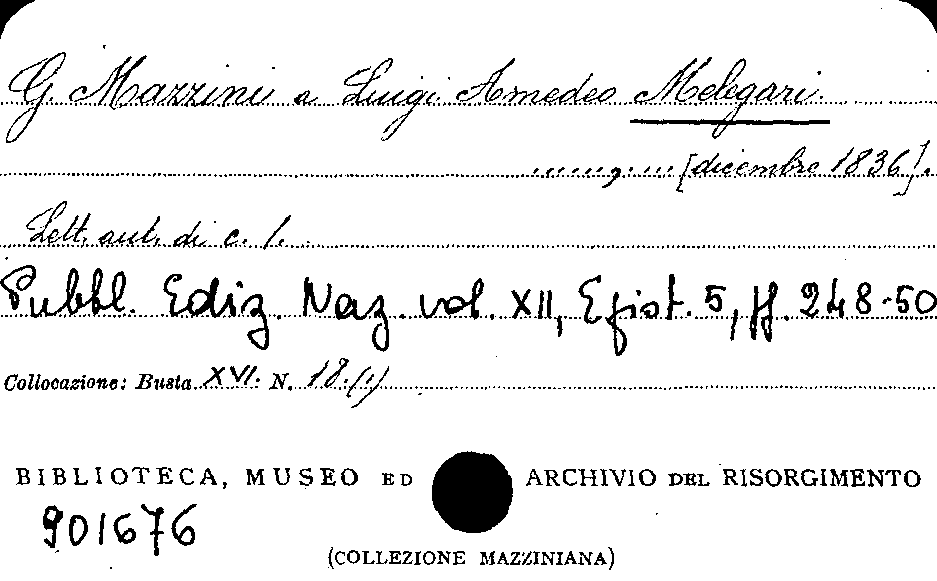 G. Mazzini a Luigi Amedeo Melegari.
......, .... [dicembre 1836].
Lett. aut. di c. 1.
Pubbl. Ediz. Naz. vol. XII, Epist. 5, pp. 248-50
Collocazione: Busta XVI. N. 18.(1)
BIBLIOTECA, MUSEO ED ARCHIVIO DEL RISORGIMENTO
901676
(COLLEZIONE MAZZINIANA)